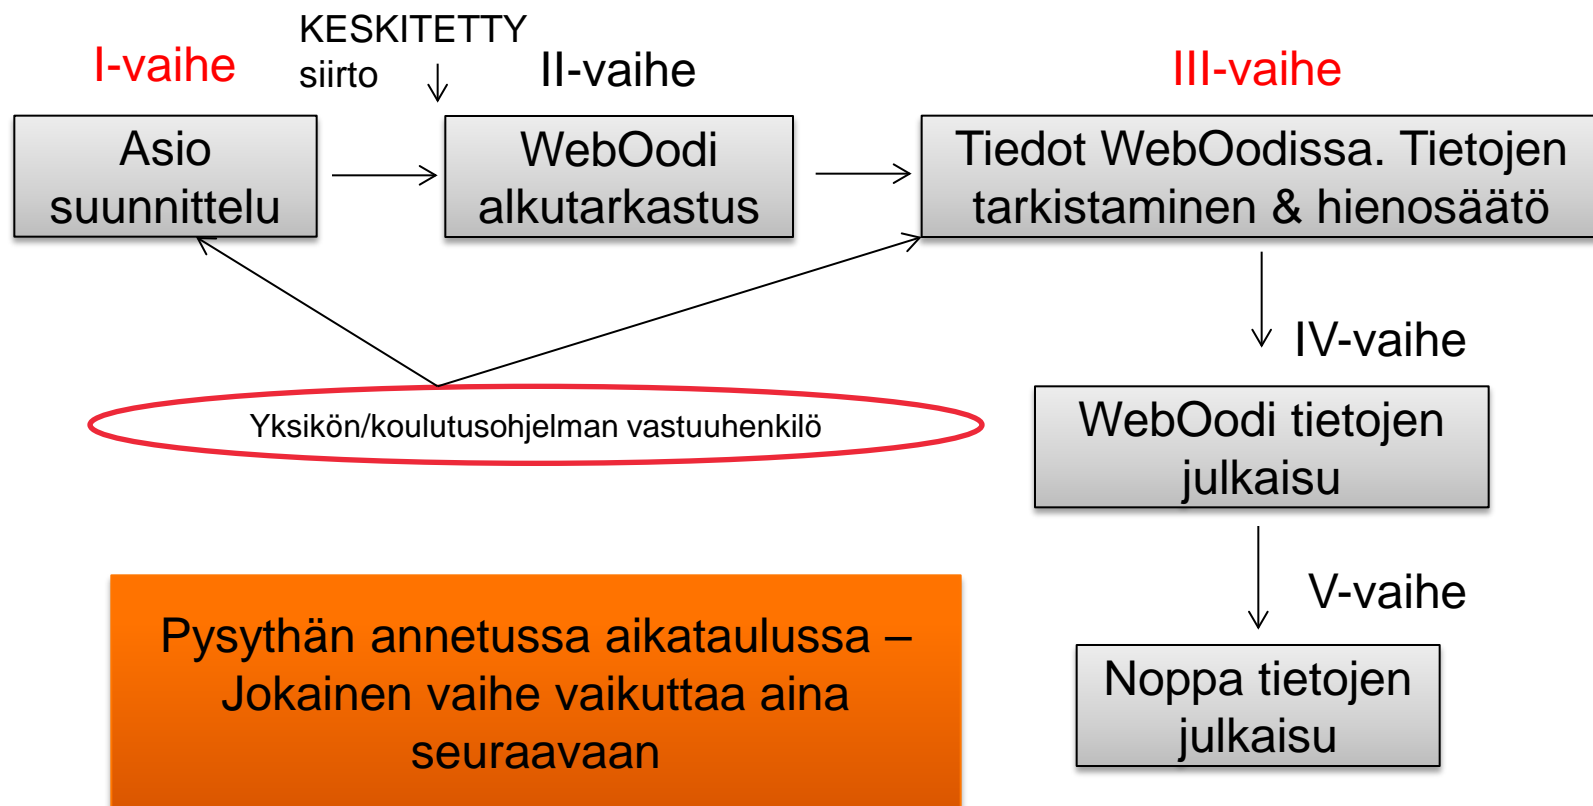 KESKITETTY
siirto
I-vaihe
II-vaihe
III-vaihe
Asio
suunnittelu
WebOodi
alkutarkastus
Tiedot WebOodissa. Tietojen
tarkistaminen & hienosäätö
IV-vaihe
Yksikön/koulutusohjelman vastuuhenkilö
WebOodi tietojen
julkaisu
V-vaihe
Pysythän annetussa aikataulussa –
Jokainen vaihe vaikuttaa aina
seuraavaan
Noppa tietojen
julkaisu